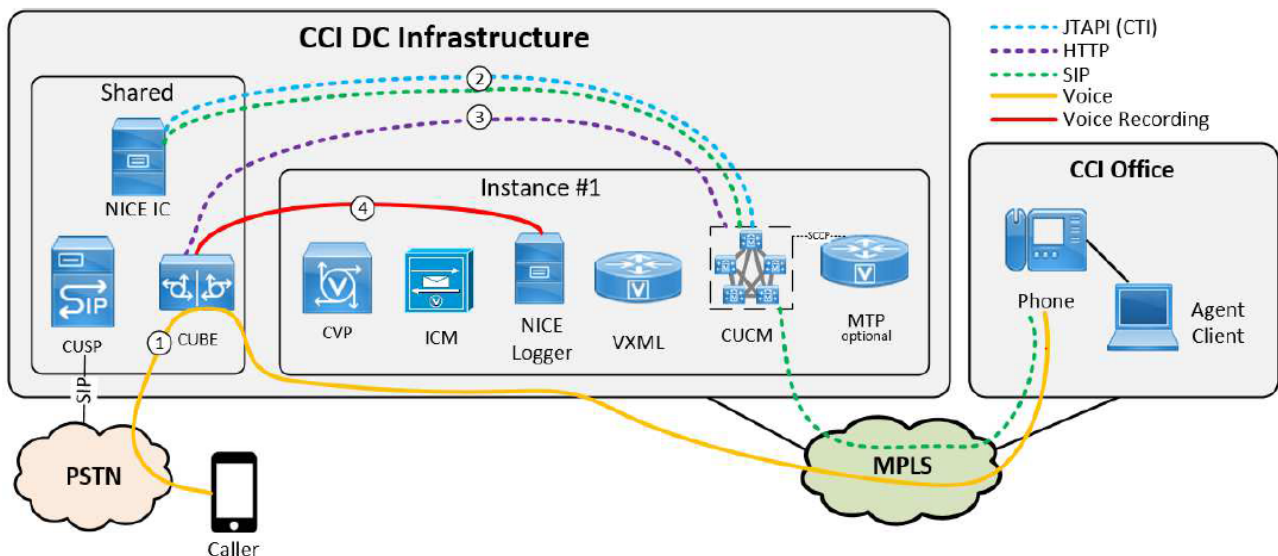 CCI DC Infrastructure
JTAPI (CTI)
HTTP
SIP
Voice
Voice Recording
Shared
2
3
NICE IC
Instance #1
4
CCI Office
SIP
CUSP
1
CUBE
V
CVP
V
ICM
NICE
Logger
V
VXML
CUCM
SCCP
V
MTP
optional
Phone
Agent
Client
SIP
PSTN
MPLS
Caller